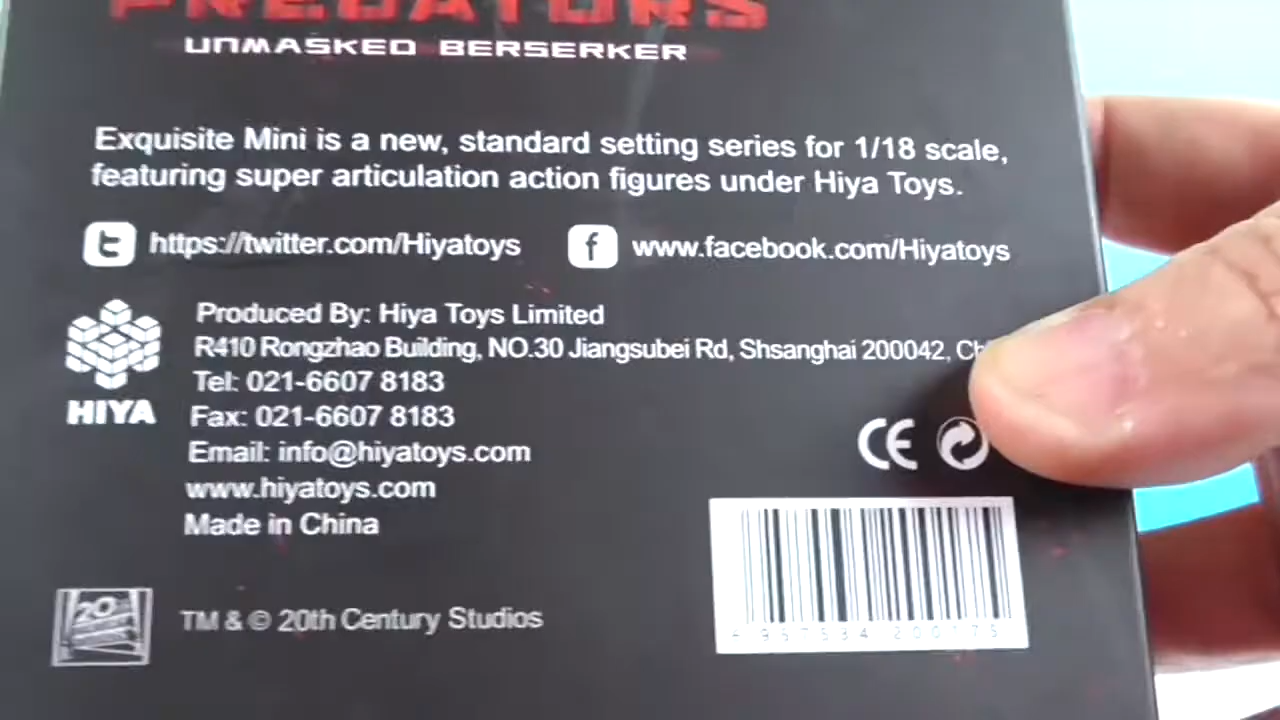 PREDATORS
UNMASKED BERSERKER
Exquisite Mini is a new, standard setting series for 1/18 scale,
featuring super articulation action figures under Hiya Toys.
https://twitter.com/Hiyatoys
www.facebook.com/Hiyatoys
Produced By: Hiya Toys Limited
R410 Rongzhao Building, NO.30 Jiangsubei Rd, Shsanghai 200042,
Tel: 021-6607 8183
Fax: 021-6607 8183
Email: info@hiyatoys.com
www.hiyatoys.com
Made in China
HIYA
CE
20
TM & © 20th Century Studios